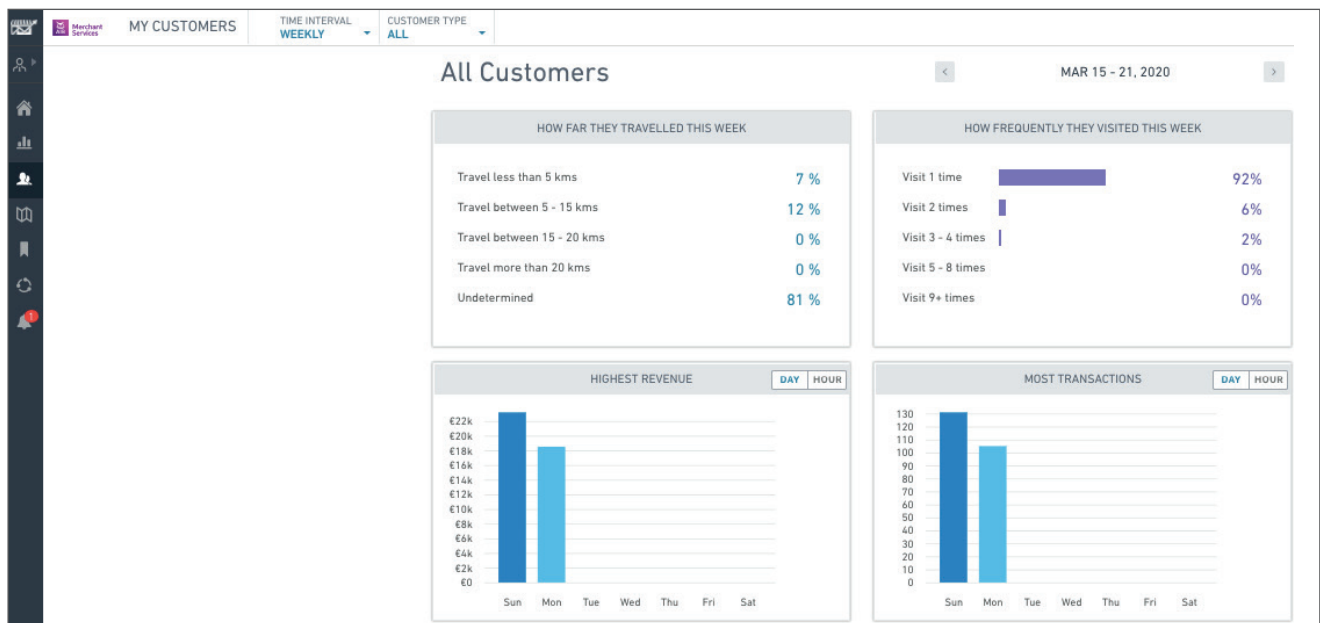 Merchant Services
MY CUSTOMERS
TIME INTERVAL
WEEKLY
CUSTOMER TYPE
ALL
All Customers
< MAR 15 - 21, 2020 >
HOW FAR THEY TRAVELLED THIS WEEK
Travel less than 5 kms 7 %
Travel between 5 - 15 kms 12 %
Travel between 15 - 20 kms 0 %
Travel more than 20 kms 0 %
Undetermined 81 %
HOW FREQUENTLY THEY VISITED THIS WEEK
Visit 1 time 92%
Visit 2 times 6%
Visit 3 - 4 times 2%
Visit 5 - 8 times 0%
Visit 9+ times 0%
1
HIGHEST REVENUE DAY HOUR
€22k
€20k
€18k
€16k
€14k
€12k
€10k
€8k
€6k
€4k
€2k
€0
Sun Mon Tue Wed Thu Fri Sat
MOST TRANSACTIONS DAY HOUR
130
120
110
100
90
80
70
60
50
40
30
20
10
0
Sun Mon Tue Wed Thu Fri Sat